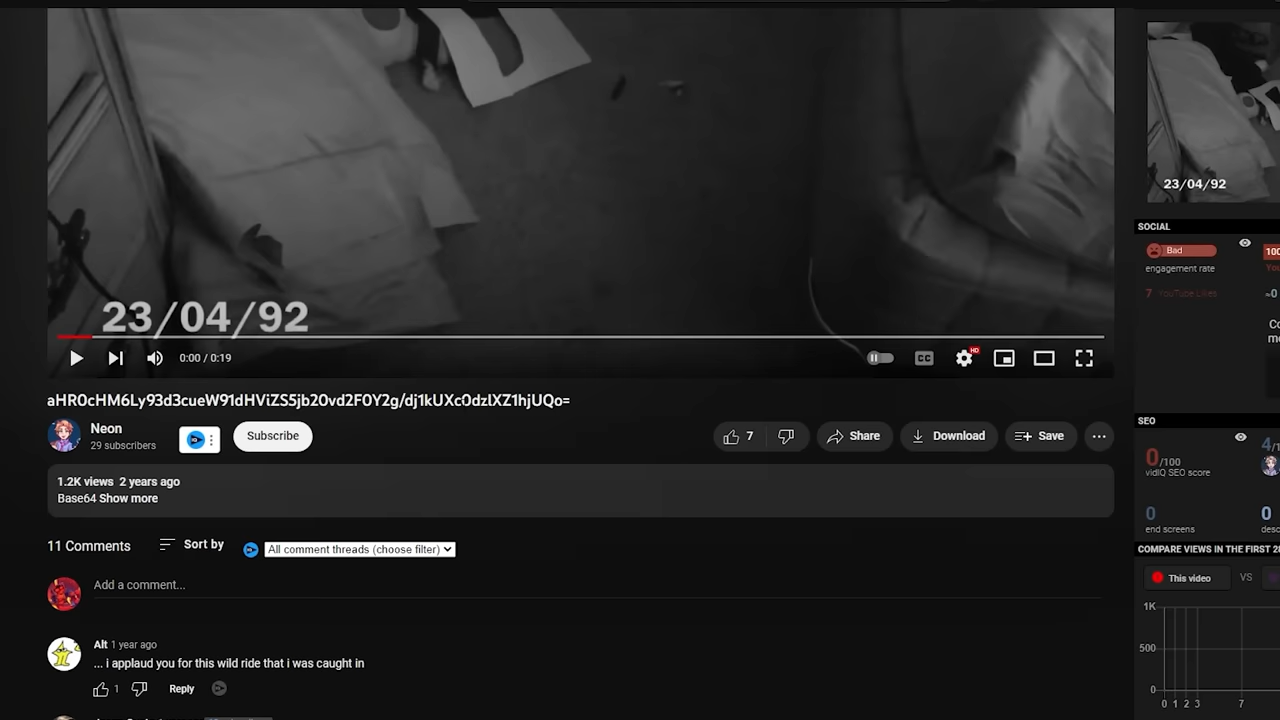 23/04/92
0:00 / 0:19
CC
HD
aHR0cHM6Ly93d3cueW91dHViZS5jb20vd2F0Y2g/dj1kUXc0dzlXZ1hjUQo=
Neon
29 subscribers
Subscribe
7
Share
Download
Save
1.2K views 2 years ago
Base64 Show more
11 Comments
Sort by
All comment threads (choose filter)
Add a comment...
Alt 1 year ago
... i applaud you for this wild ride that i was caught in
1
Reply
23/04/92
SOCIAL
Bad
100
engagement rate
7 YouTube Likes
≈0
SEO
0/100
vidIQ SEO score
0
end screens
0
COMPARE VIEWS IN THE FIRST
This video
VS
1K
500
0
0 1 2 3 7